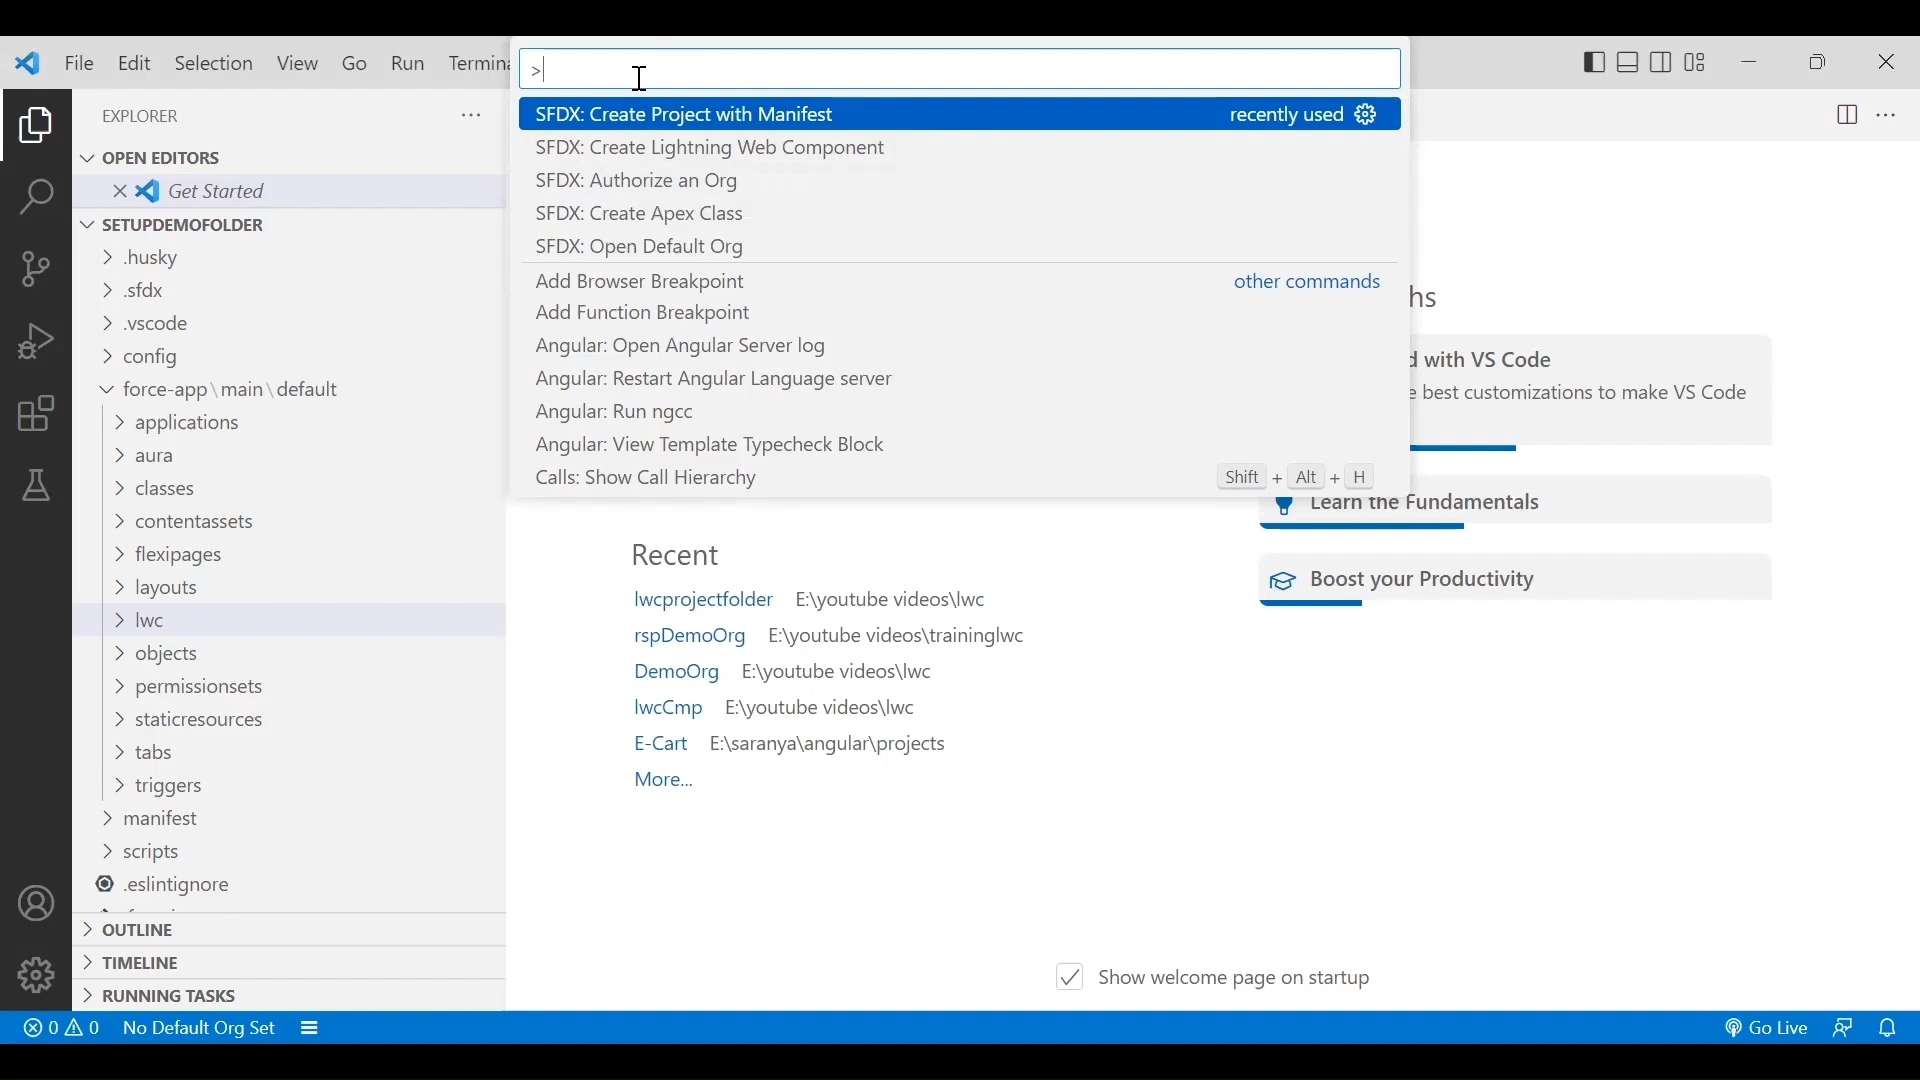 File Edit Selection View Go Run Termina
>
SFDX: Create Project with Manifest recently used
SFDX: Create Lightning Web Component
SFDX: Authorize an Org
SFDX: Create Apex Class
SFDX: Open Default Org
Add Browser Breakpoint other commands
Add Function Breakpoint
Angular: Open Angular Server log
Angular: Restart Angular Language server
Angular: Run ngcc
Angular: View Template Typecheck Block
Calls: Show Call Hierarchy Shift + Alt + H
EXPLORER
OPEN EDITORS
Get Started
SETUPDEMOFOLDER
.husky
.sfdx
.vscode
config
force-app\main\default
applications
aura
classes
contentassets
flexipages
layouts
lwc
objects
permissionsets
staticresources
tabs
triggers
manifest
scripts
.eslintignore
OUTLINE
TIMELINE
RUNNING TASKS
hs
d with VS Code
e best customizations to make VS Code
Learn the Fundamentals
Boost your Productivity
Recent
lwcprojectfolder E:\youtube videos\lwc
rspDemoOrg E:\youtube videos\traininglwc
DemoOrg E:\youtube videos\lwc
lwcCmp E:\youtube videos\lwc
E-Cart E:\saranya\angular\projects
More...
Show welcome page on startup
0 0 No Default Org Set Go Live